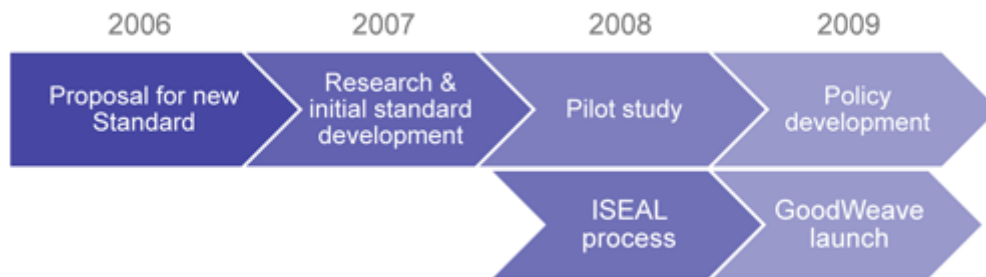 2006
2007
2008
2009
Proposal for new
Standard
Research &
initial standard
development
Pilot study
Policy
development
ISEAL
process
GoodWeave
launch